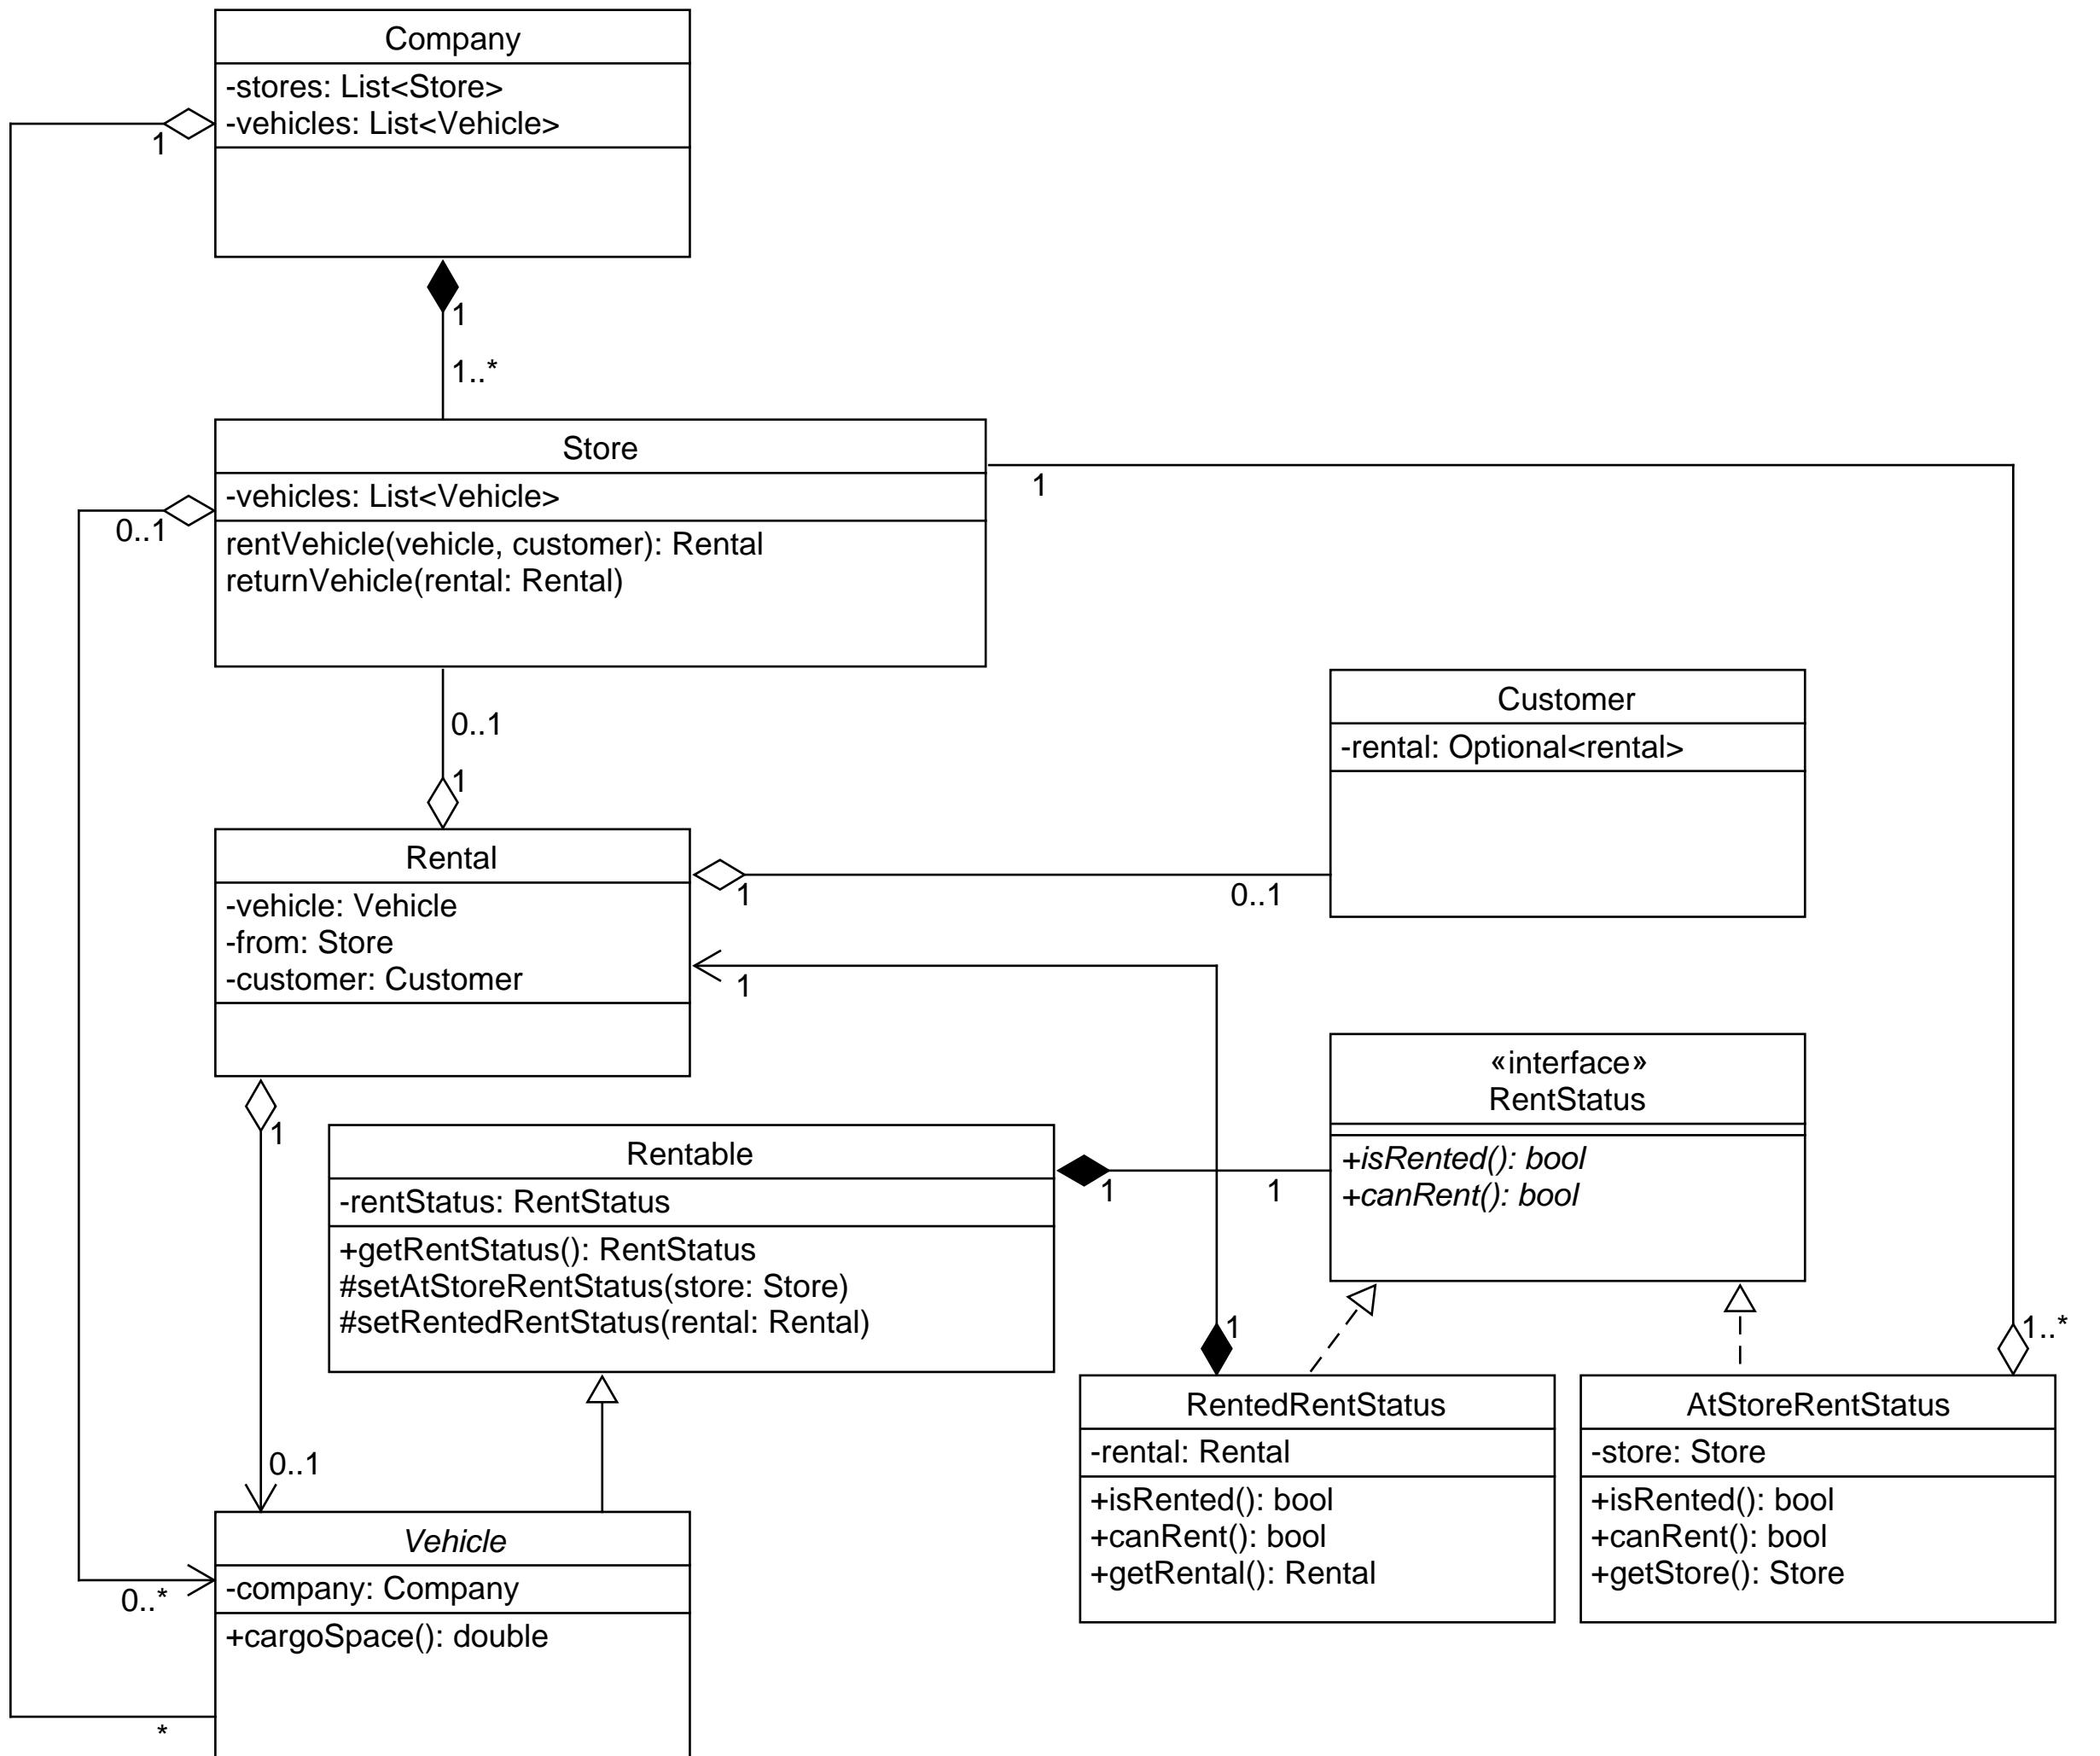 Company
-stores: List<Store>
-vehicles: List<Vehicle>
1
1
1..*
Store
-vehicles: List<Vehicle>
rentVehicle(vehicle, customer): Rental
returnVehicle(rental: Rental)
1
0..1
0..1
1
Customer
-rental: Optional<rental>
Rental
-vehicle: Vehicle
-from: Store
-customer: Customer
1
0..1
1
1
«interface»
RentStatus
+isRented(): bool
+canRent(): bool
Rentable
-rentStatus: RentStatus
+getRentStatus(): RentStatus
#setAtStoreRentStatus(store: Store)
#setRentedRentStatus(rental: Rental)
1
1
1
1..*
RentedRentStatus
-rental: Rental
+isRented(): bool
+canRent(): bool
+getRental(): Rental
AtStoreRentStatus
-store: Store
+isRented(): bool
+canRent(): bool
+getStore(): Store
0..1
Vehicle
-company: Company
+cargoSpace(): double
0..*
*